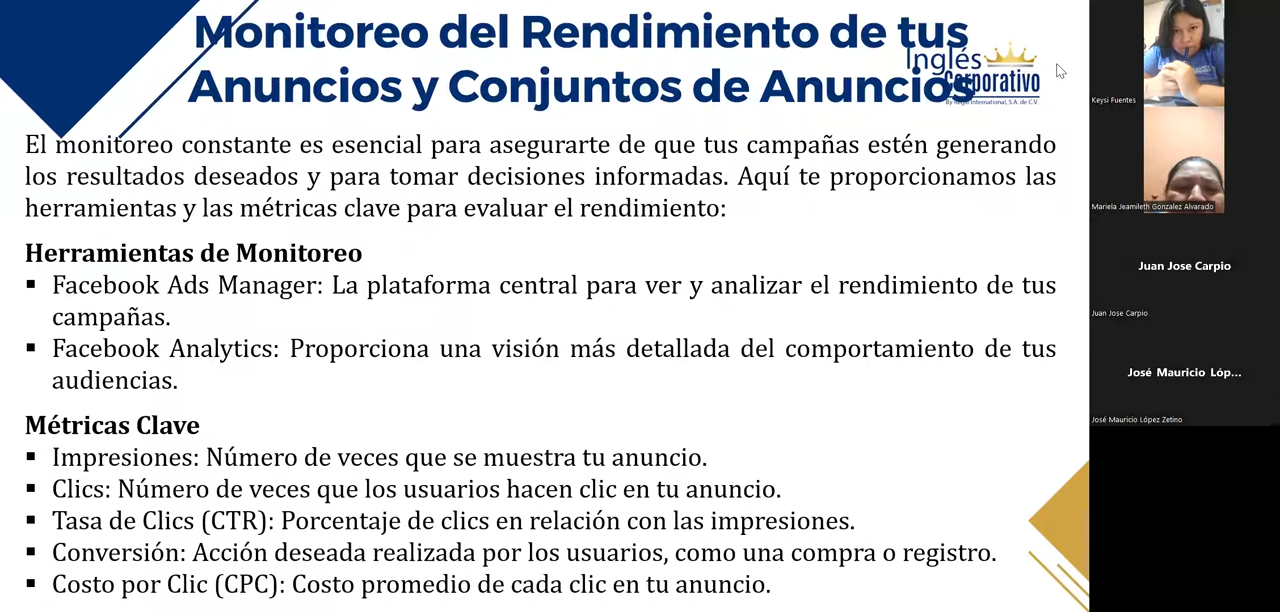 Monitoreo del Rendimiento de tus
Anuncios y Conjuntos de Anuncios
Inglés
Corporativo
By Regal International, S.A. de C.V.
El monitoreo constante es esencial para asegurarte de que tus campañas estén generando
los resultados deseados y para tomar decisiones informadas. Aquí te proporcionamos las
herramientas y las métricas clave para evaluar el rendimiento:
Herramientas de Monitoreo
▪ Facebook Ads Manager: La plataforma central para ver y analizar el rendimiento de tus
campañas.
▪ Facebook Analytics: Proporciona una visión más detallada del comportamiento de tus
audiencias.
Métricas Clave
▪ Impresiones: Número de veces que se muestra tu anuncio.
▪ Clics: Número de veces que los usuarios hacen clic en tu anuncio.
▪ Tasa de Clics (CTR): Porcentaje de clics en relación con las impresiones.
▪ Conversión: Acción deseada realizada por los usuarios, como una compra o registro.
▪ Costo por Clic (CPC): Costo promedio de cada clic en tu anuncio.
Keysi Fuentes
Mariela Jeamileth Gonzalez Alvarado
Juan Jose Carpio
Juan Jose Carpio
José Mauricio Lóp...
José Mauricio López Zetino